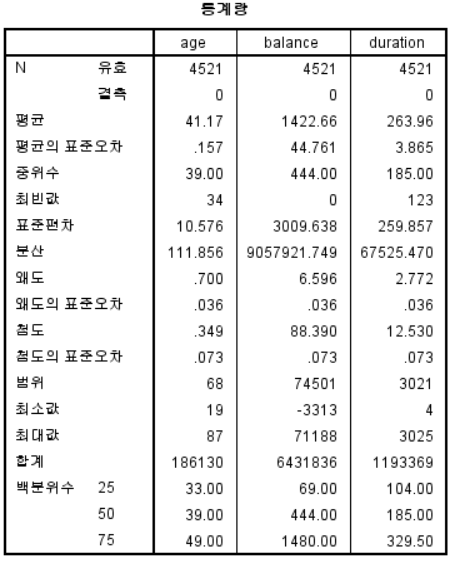 통계량
age balance duration
N 유효 4521 4521 4521
결측 0 0 0
평균 41.17 1422.66 263.96
평균의 표준오차 .157 44.761 3.865
중위수 39.00 444.00 185.00
최빈값 34 0 123
표준편차 10.576 3009.638 259.857
분산 111.856 9057921.749 67525.470
왜도 .700 6.596 2.772
왜도의 표준오차 .036 .036 .036
첨도 .349 88.390 12.530
첨도의 표준오차 .073 .073 .073
범위 68 74501 3021
최소값 19 -3313 4
최대값 87 71188 3025
합계 186130 6431836 1193369
백분위수 25 33.00 69.00 104.00
50 39.00 444.00 185.00
75 49.00 1480.00 329.50